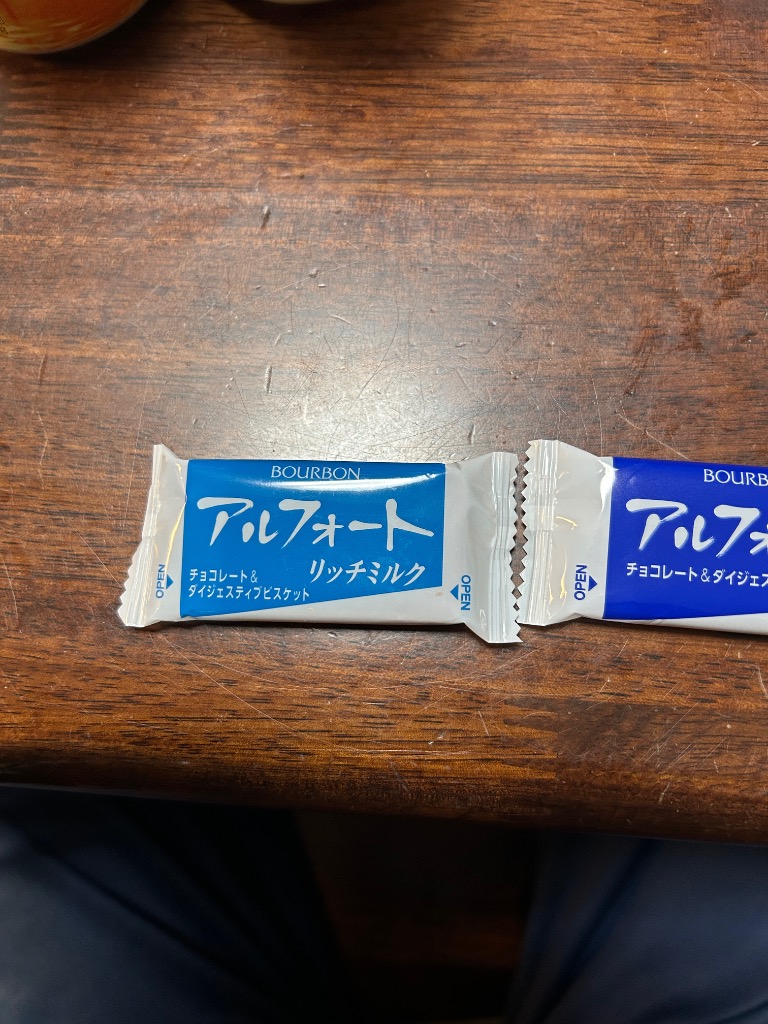 BOURBON
アルフォート
リッチミルク
チョコレート&
ダイジェスティブビスケット
OPEN
OPEN
OPEN
BOURB
アルフォ
チョコレート&ダイジェス